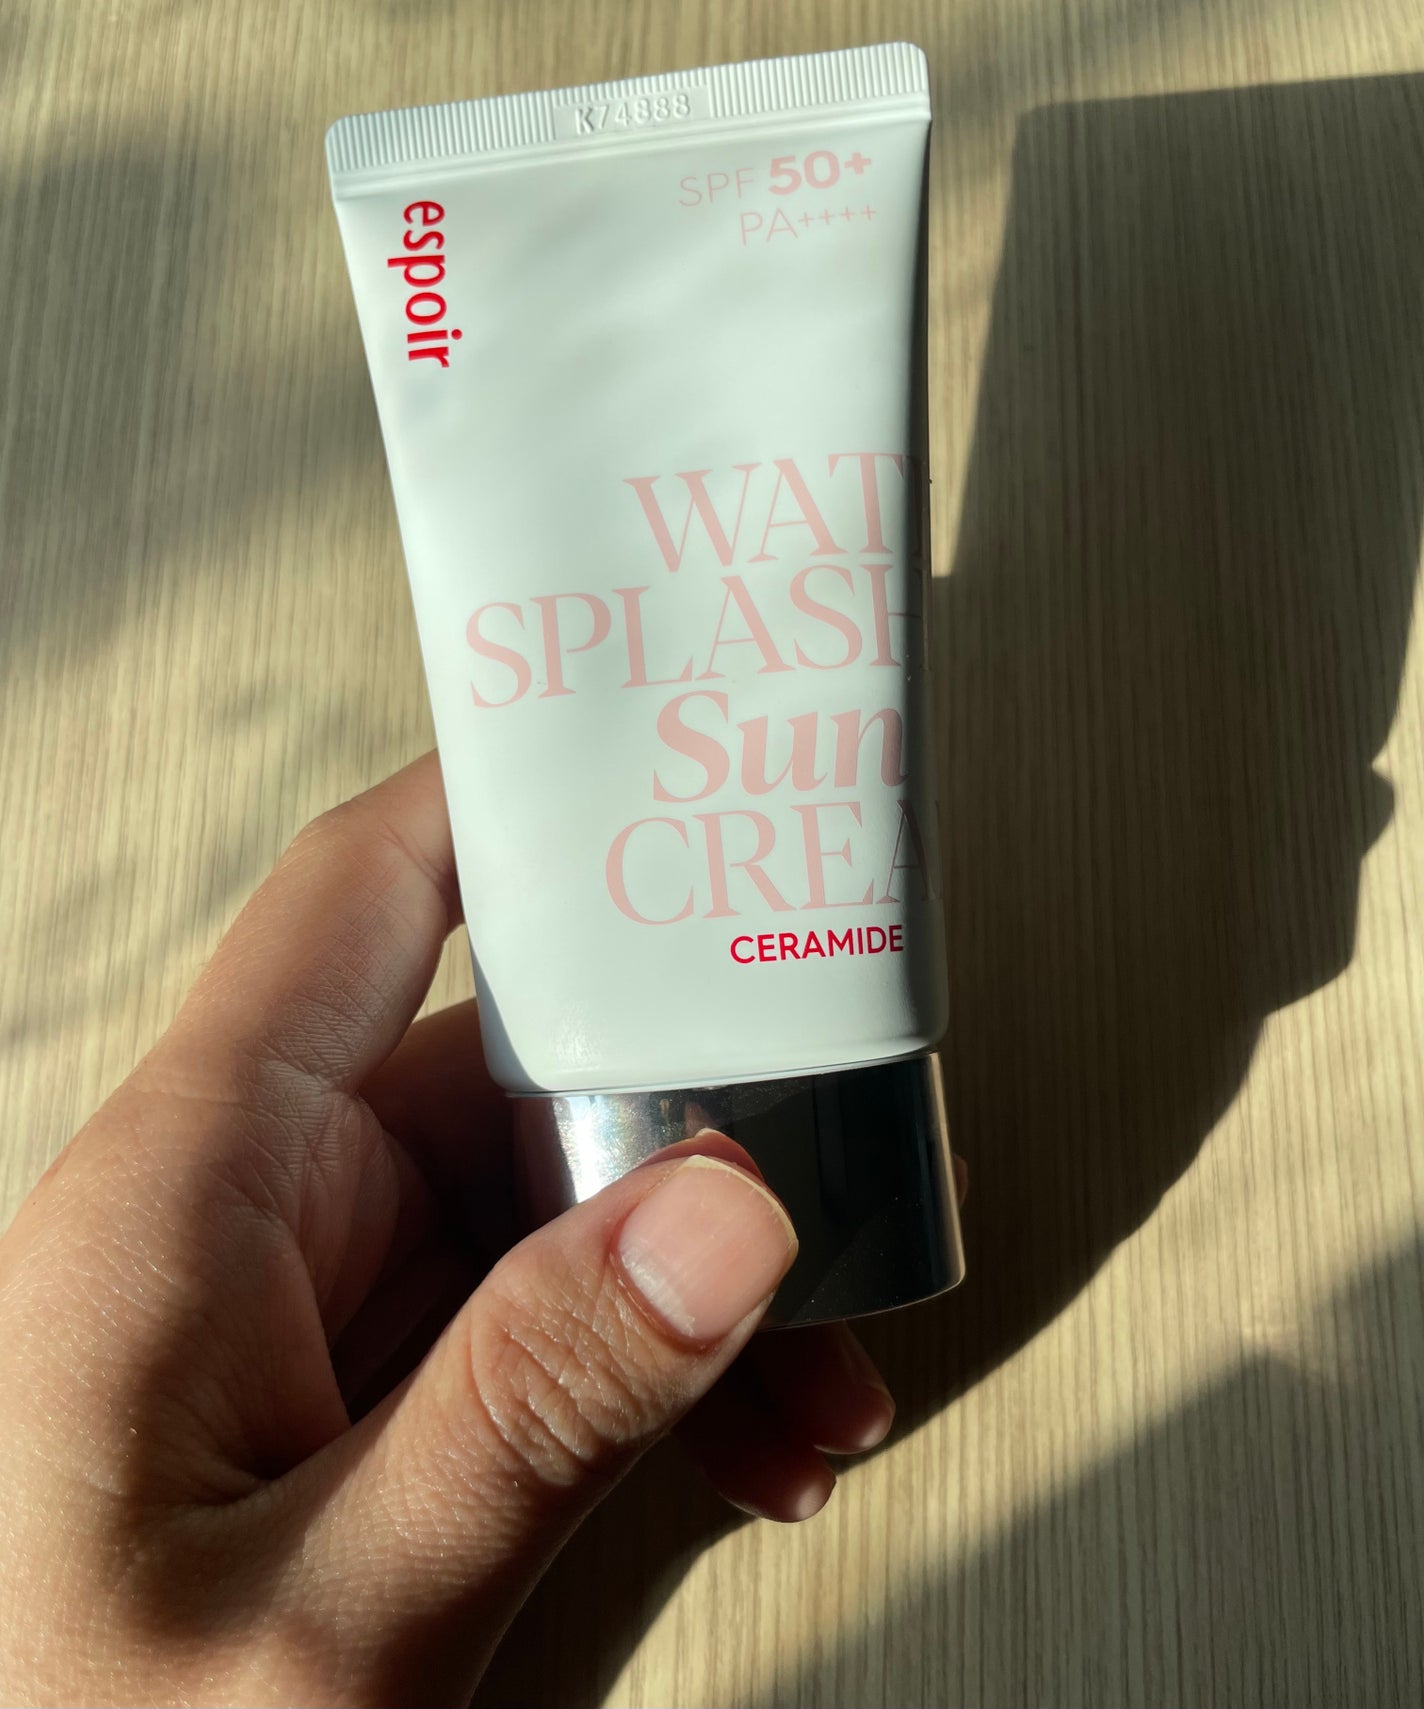 K74888
SPF 50+
PA++++
espoir
WAT
SPLASH
Sun
CREA
CERAMIDE